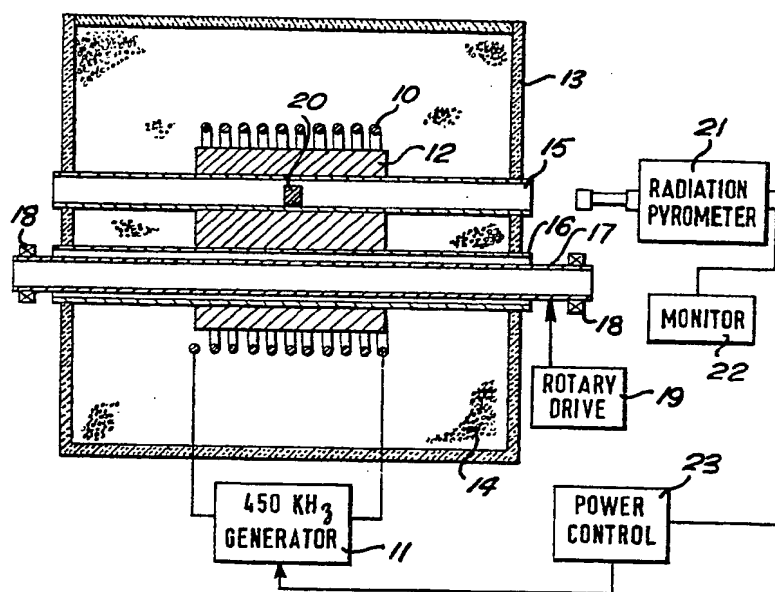 20
10
13
12
15
21
RADIATION
PYROMETER
18
16
17
MONITOR
22
18
ROTARY
DRIVE
19
14
23
450 KHz
GENERATOR
11
POWER
CONTROL